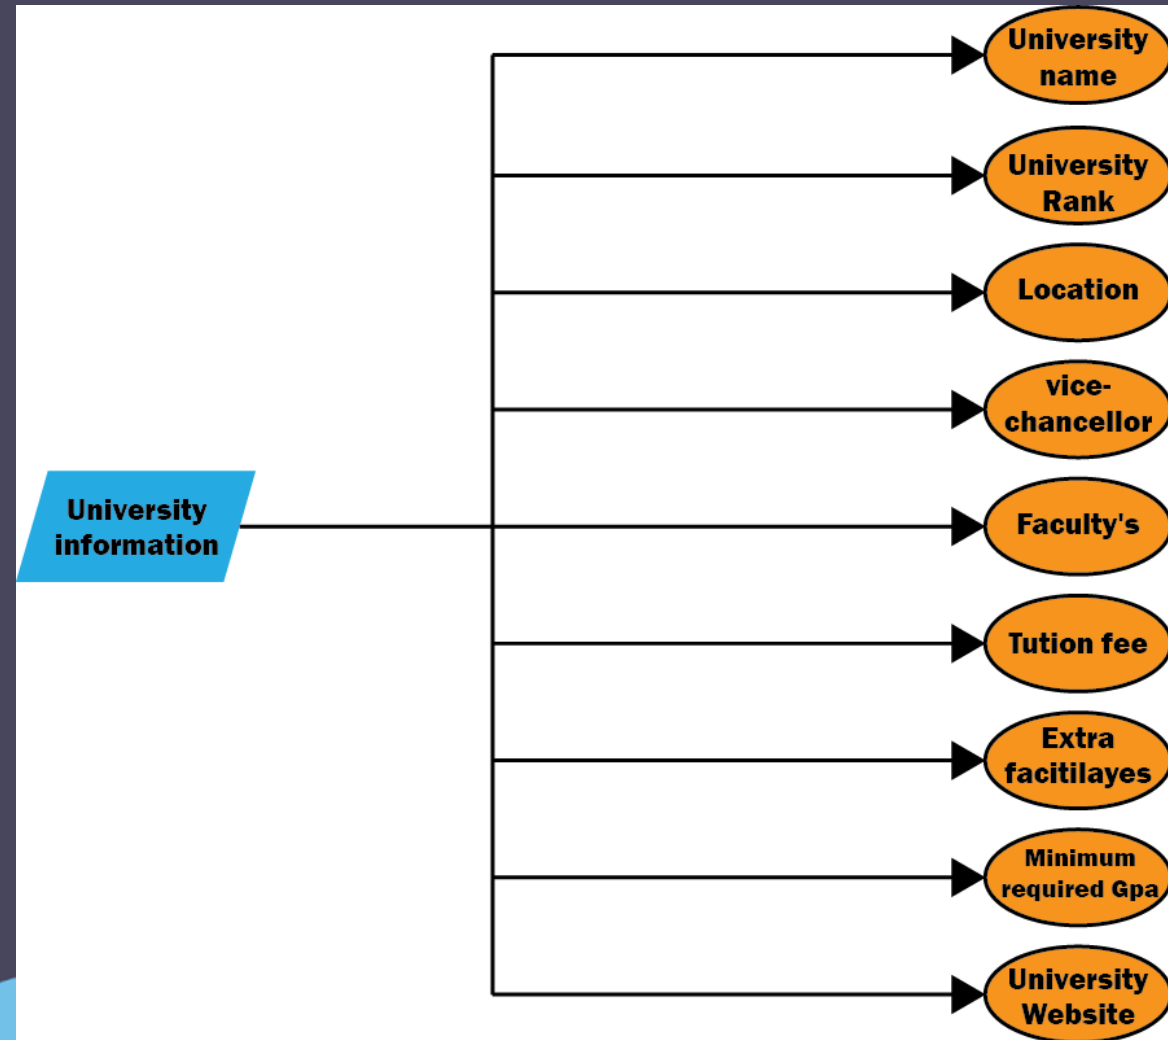 University
name
University
Rank
Location
vice-
chancellor
University
information
Faculty's
Tution fee
Extra
facitilayes
Minimum
required Gpa
University
Website